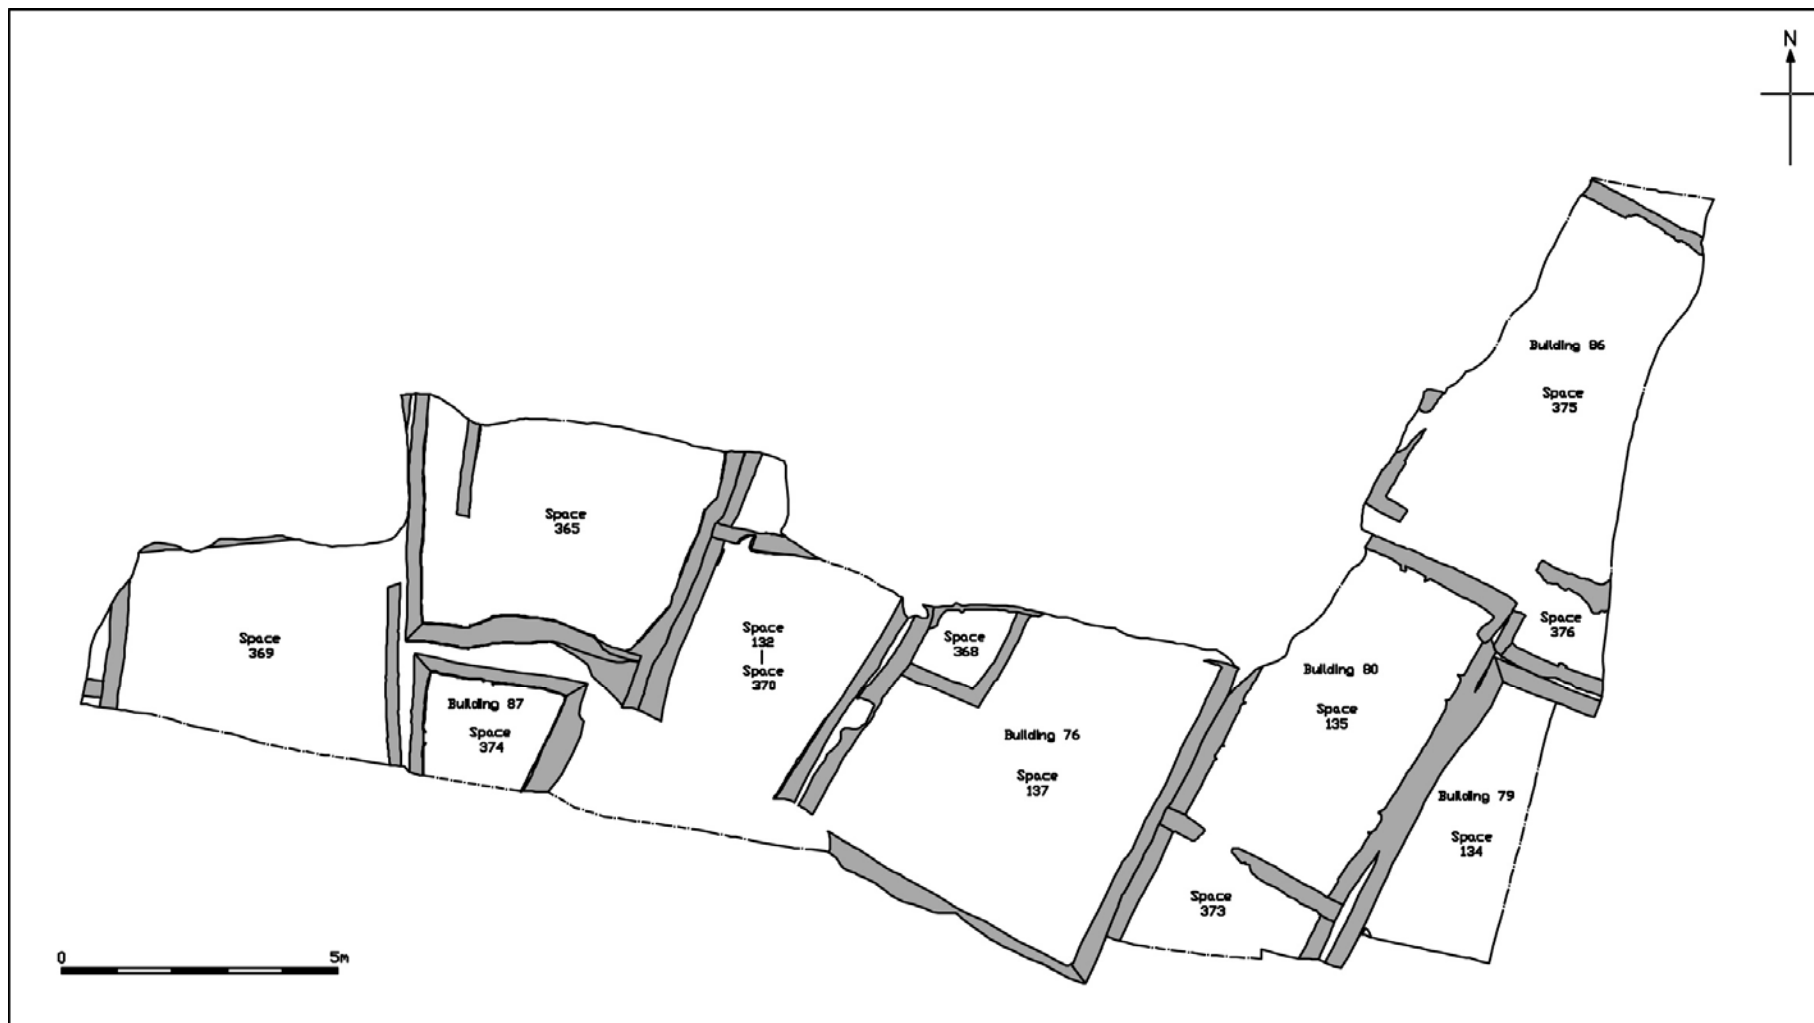 N
Building 86
Space
375
Space
365
Space
376
Space
369
Space
132
Space
370
Space
368
Building 80
Space
135
Building 87
Space
374
Building 76
Space
137
Building 79
Space
134
Space
373
0 5m